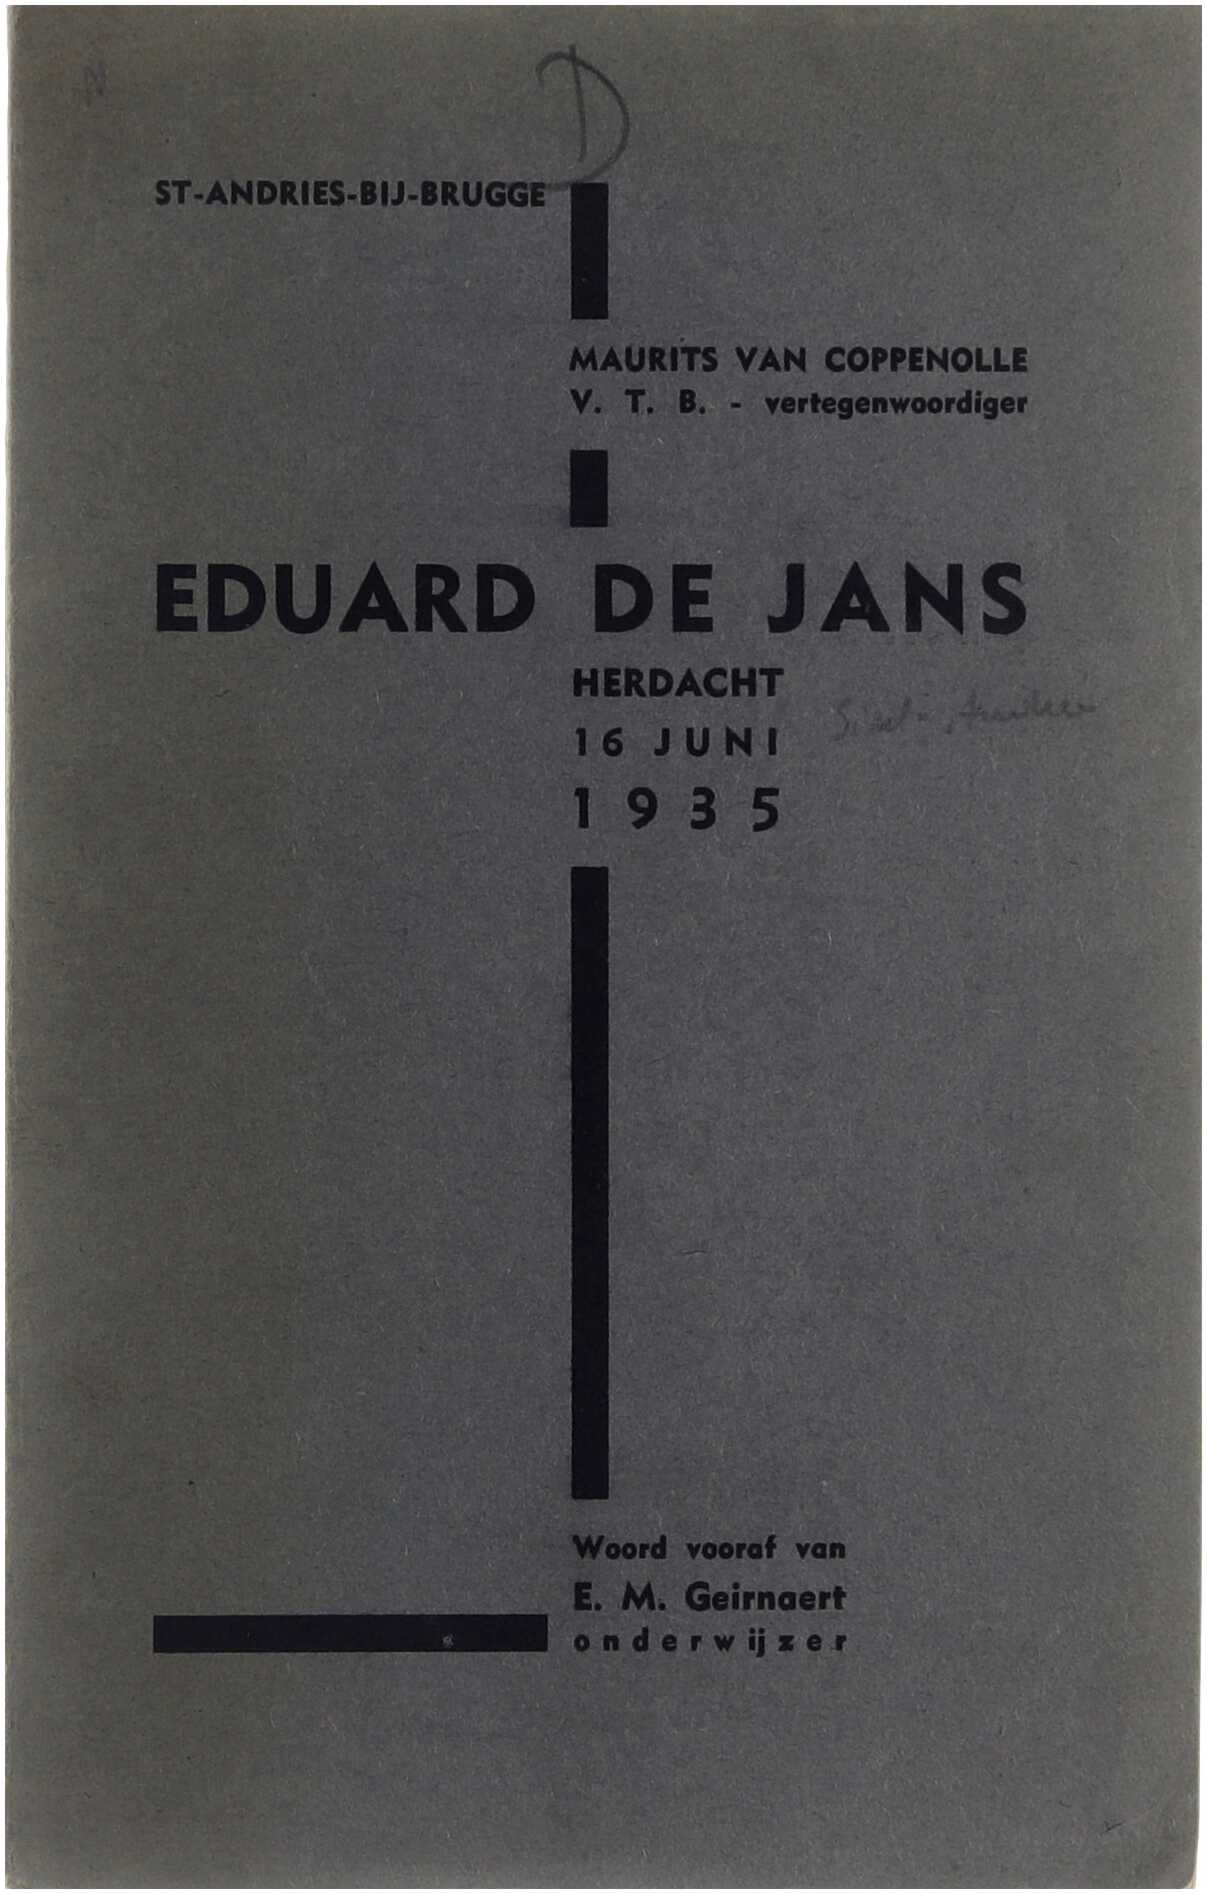 D
ST-ANDRIES-BIJ-BRUGGE
MAURITS VAN COPPENOLLE
V. T. B. - vertegenwoordiger
EDUARD DE JANS
HERDACHT
16 JUNI
1935
Woord vooraf van
E. M. Geirnaert
onderwijzer